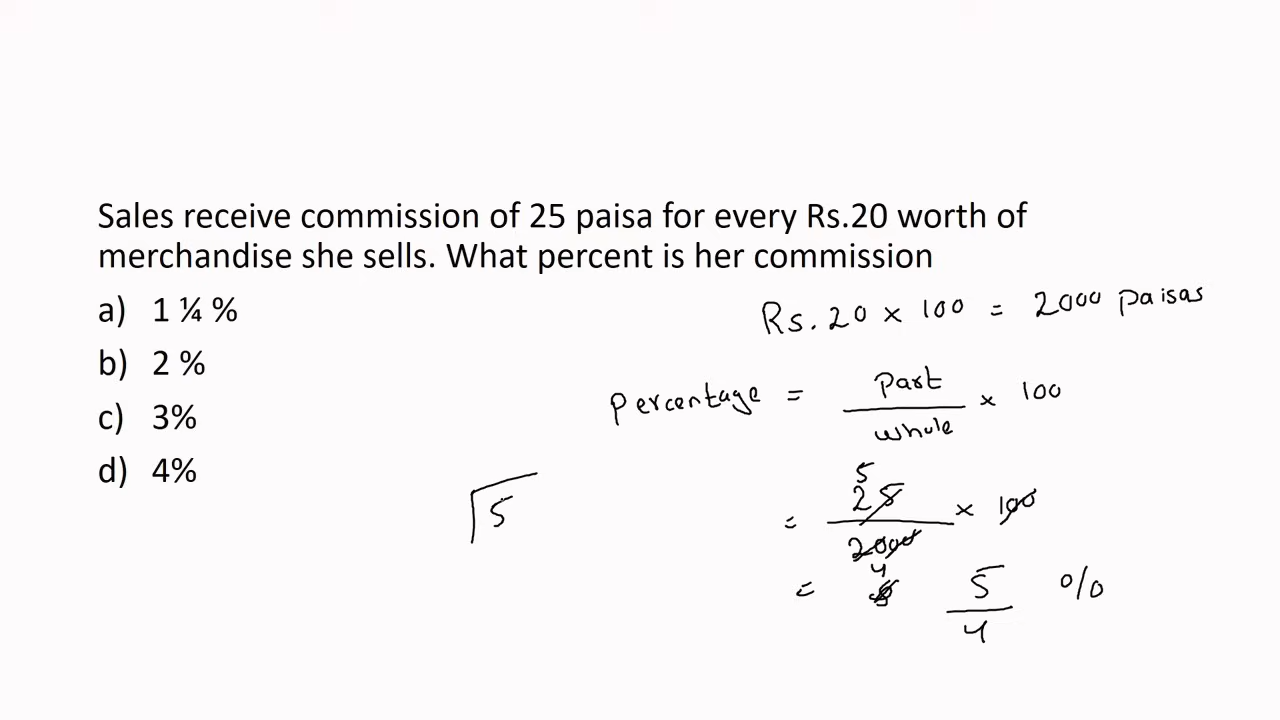 Sales receive commission of 25 paisa for every Rs.20 worth of
merchandise she sells. What percent is her commission
a) 1 ¼ %
b) 2 %
c) 3%
d) 4%
Rs. 20 x 100 = 2000 paisas
Percentage = Part / whole x 100
5
= 25 / 2000 x 100
4
= 5 / 4 %
5